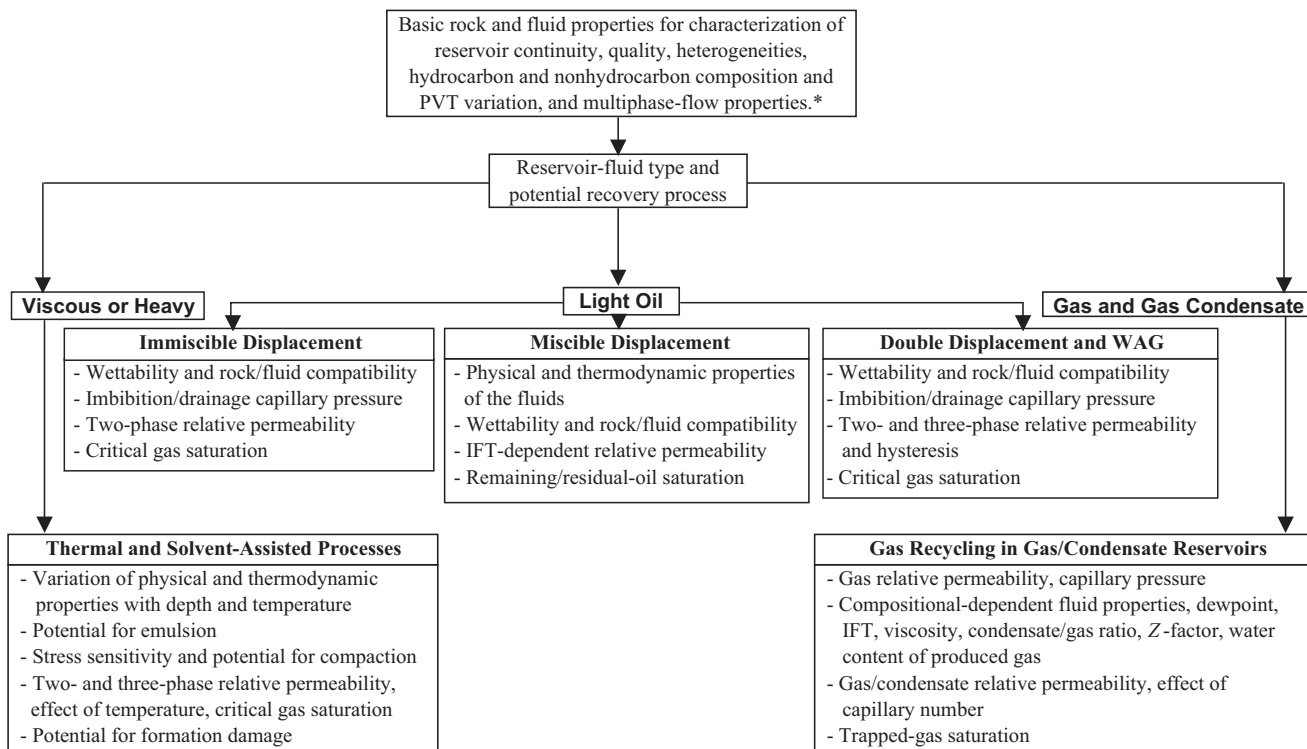 Basic rock and fluid properties for characterization of
reservoir continuity, quality, heterogeneities,
hydrocarbon and nonhydrocarbon composition and
PVT variation, and multiphase-flow properties.*
Reservoir-fluid type and
potential recovery process
Viscous or Heavy
Light Oil
Gas and Gas Condensate
Immiscible Displacement
- Wettability and rock/fluid compatibility
- Imbibition/drainage capillary pressure
- Two-phase relative permeability
- Critical gas saturation
Miscible Displacement
- Physical and thermodynamic properties
of the fluids
- Wettability and rock/fluid compatibility
- IFT-dependent relative permeability
- Remaining/residual-oil saturation
Double Displacement and WAG
- Wettability and rock/fluid compatibility
- Imbibition/drainage capillary pressure
- Two- and three-phase relative permeability
and hysteresis
- Critical gas saturation
Thermal and Solvent-Assisted Processes
- Variation of physical and thermodynamic
properties with depth and temperature
- Potential for emulsion
- Stress sensitivity and potential for compaction
- Two- and three-phase relative permeability,
effect of temperature, critical gas saturation
- Potential for formation damage
Gas Recycling in Gas/Condensate Reservoirs
- Gas relative permeability, capillary pressure
- Compositional-dependent fluid properties, dewpoint,
IFT, viscosity, condensate/gas ratio, Z-factor, water
content of produced gas
- Gas/condensate relative permeability, effect of
capillary number
- Trapped-gas saturation